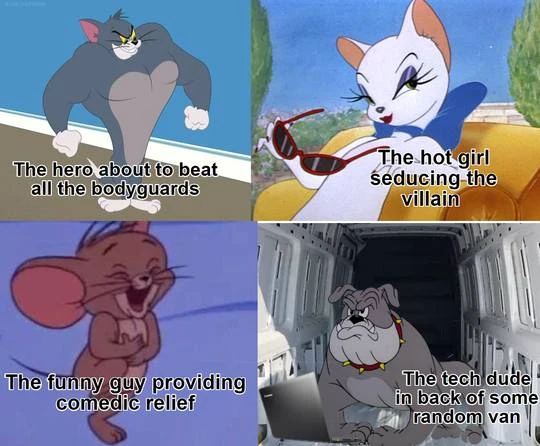 The hero about to beat
all the bodyguards
The hot girl
seducing the
villain
The funny guy providing
comedic relief
The tech dude
in back of some
random van